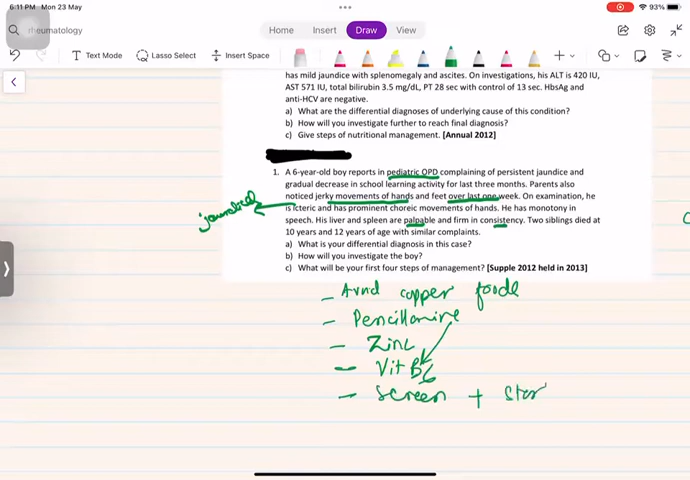 6:11 PM Mon 23 May
93%
rheumatology
Home Insert Draw View
Text Mode Lasso Select Insert Space
has mild jaundice with splenomegaly and ascites. On investigations, his ALT is 420 IU,
AST 571 IU, total bilirubin 3.5 mg/dL, PT 28 sec with control of 13 sec. HbsAg and
anti-HCV are negative.
a) What are the differential diagnoses of underlying cause of this condition?
b) How will you investigate further to reach final diagnosis?
c) Give steps of nutritional management. [Annual 2012]
1. A 6-year-old boy reports in pediatric OPD complaining of persistent jaundice and
gradual decrease in school learning activity for last three months. Parents also
noticed jerky movements of hands and feet over last one week. On examination, he
is icteric and has prominent choreic movements of hands. He has monotony in
speech. His liver and spleen are palpable and firm in consistency. Two siblings died at
10 years and 12 years of age with similar complaints.
a) What is your differential diagnosis in this case?
b) How will you investigate the boy?
c) What will be your first four steps of management? [Supple 2012 held in 2013]
jaundiced
- Avod copper foode
- Pencillamire
- Zinc
- Vit B6
- Screen + Ster